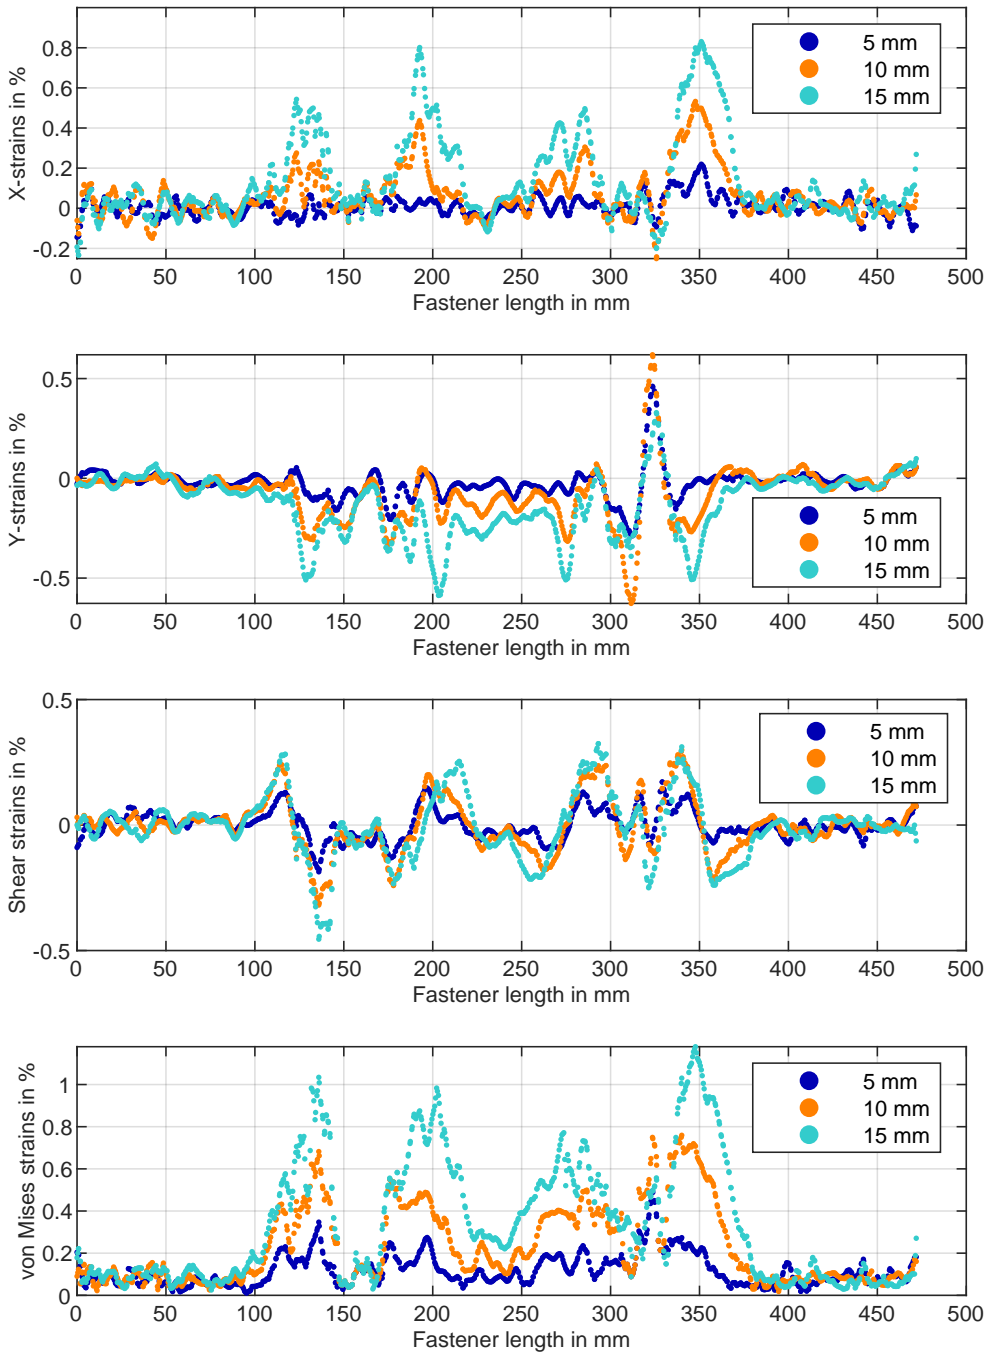 X-strains in %
0.8
0.6
0.4
0.2
0
-0.2
0 50 100 150 200 250 300 350 400 450 500
Fastener length in mm
5 mm
10 mm
15 mm
Y-strains in %
0.5
0
-0.5
0 50 100 150 200 250 300 350 400 450 500
Fastener length in mm
5 mm
10 mm
15 mm
Shear strains in %
0.5
0
-0.5
0 50 100 150 200 250 300 350 400 450 500
Fastener length in mm
5 mm
10 mm
15 mm
von Mises strains in %
1
0.8
0.6
0.4
0.2
0
0 50 100 150 200 250 300 350 400 450 500
Fastener length in mm
5 mm
10 mm
15 mm